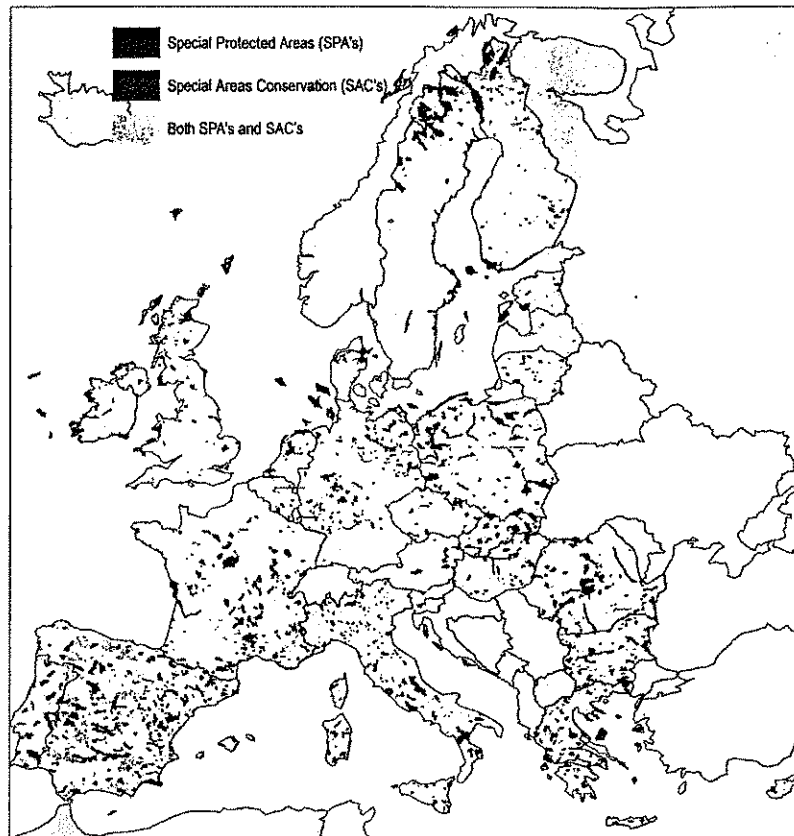 Special Protected Areas (SPA's)
Special Areas Conservation (SAC's)
Both SPA's and SAC's